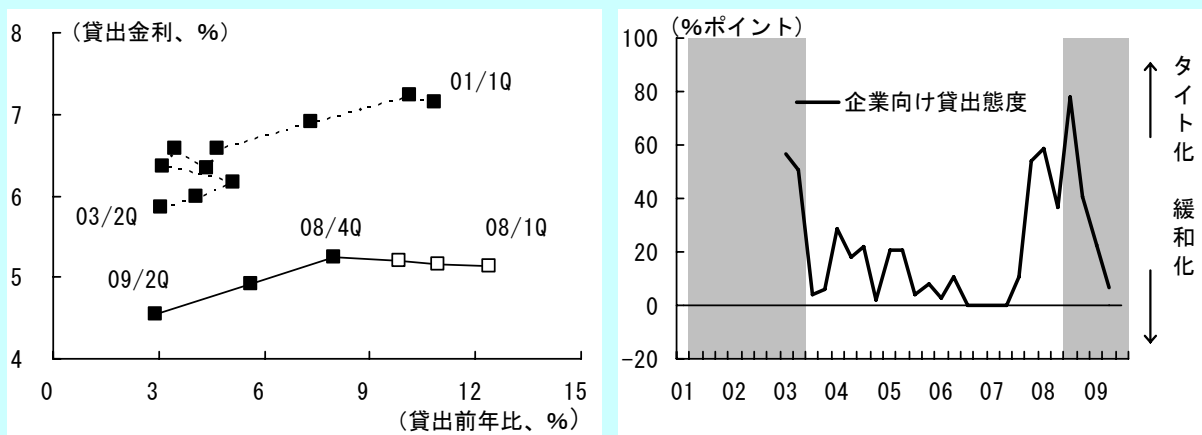 （貸出金利、％）
8
7
6
5
4
01/1Q
03/2Q
08/4Q
08/1Q
09/2Q
0 3 6 9 12 15
（貸出前年比、％）
（％ポイント）
100
80
60
40
20
0
-20
企業向け貸出態度
01 02 03 04 05 06 07 08 09
タイト化
緩和化